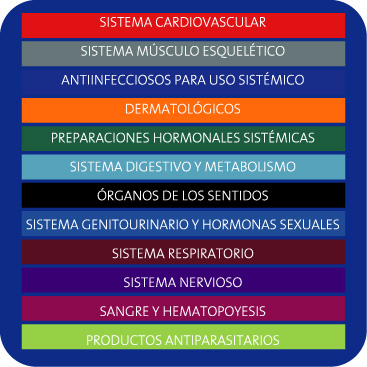 SISTEMA CARDIOVASCULAR
SISTEMA MÚSCULO ESQUELÉTICO
ANTIINFECCIOSOS PARA USO SISTÉMICO
DERMATOLÓGICOS
PREPARACIONES HORMONALES SISTÉMICAS
SISTEMA DIGESTIVO Y METABOLISMO
ÓRGANOS DE LOS SENTIDOS
SISTEMA GENITOURINARIO Y HORMONAS SEXUALES
SISTEMA RESPIRATORIO
SISTEMA NERVIOSO
SANGRE Y HEMATOPOYESIS
PRODUCTOS ANTIPARASITARIOS